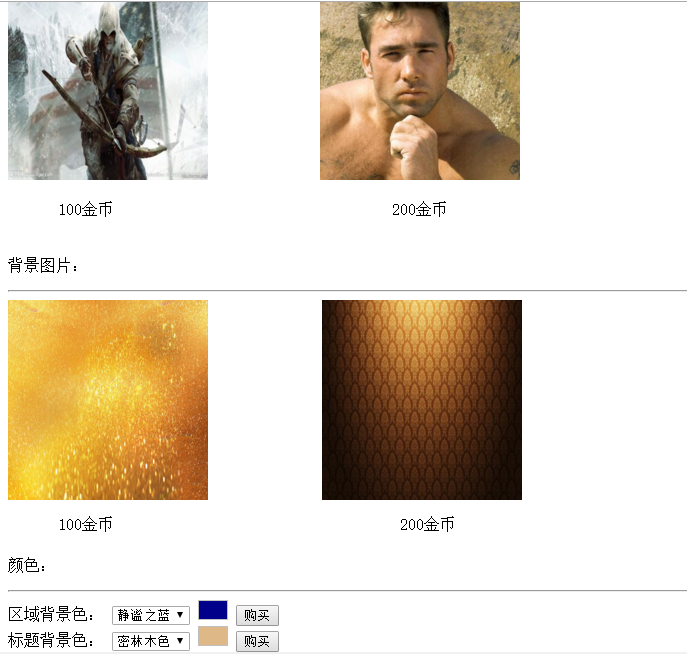 100金币 200金币
背景图片：
100金币 200金币
颜色：
区域背景色： 静谧之蓝 购买
标题背景色： 密林木色 购买